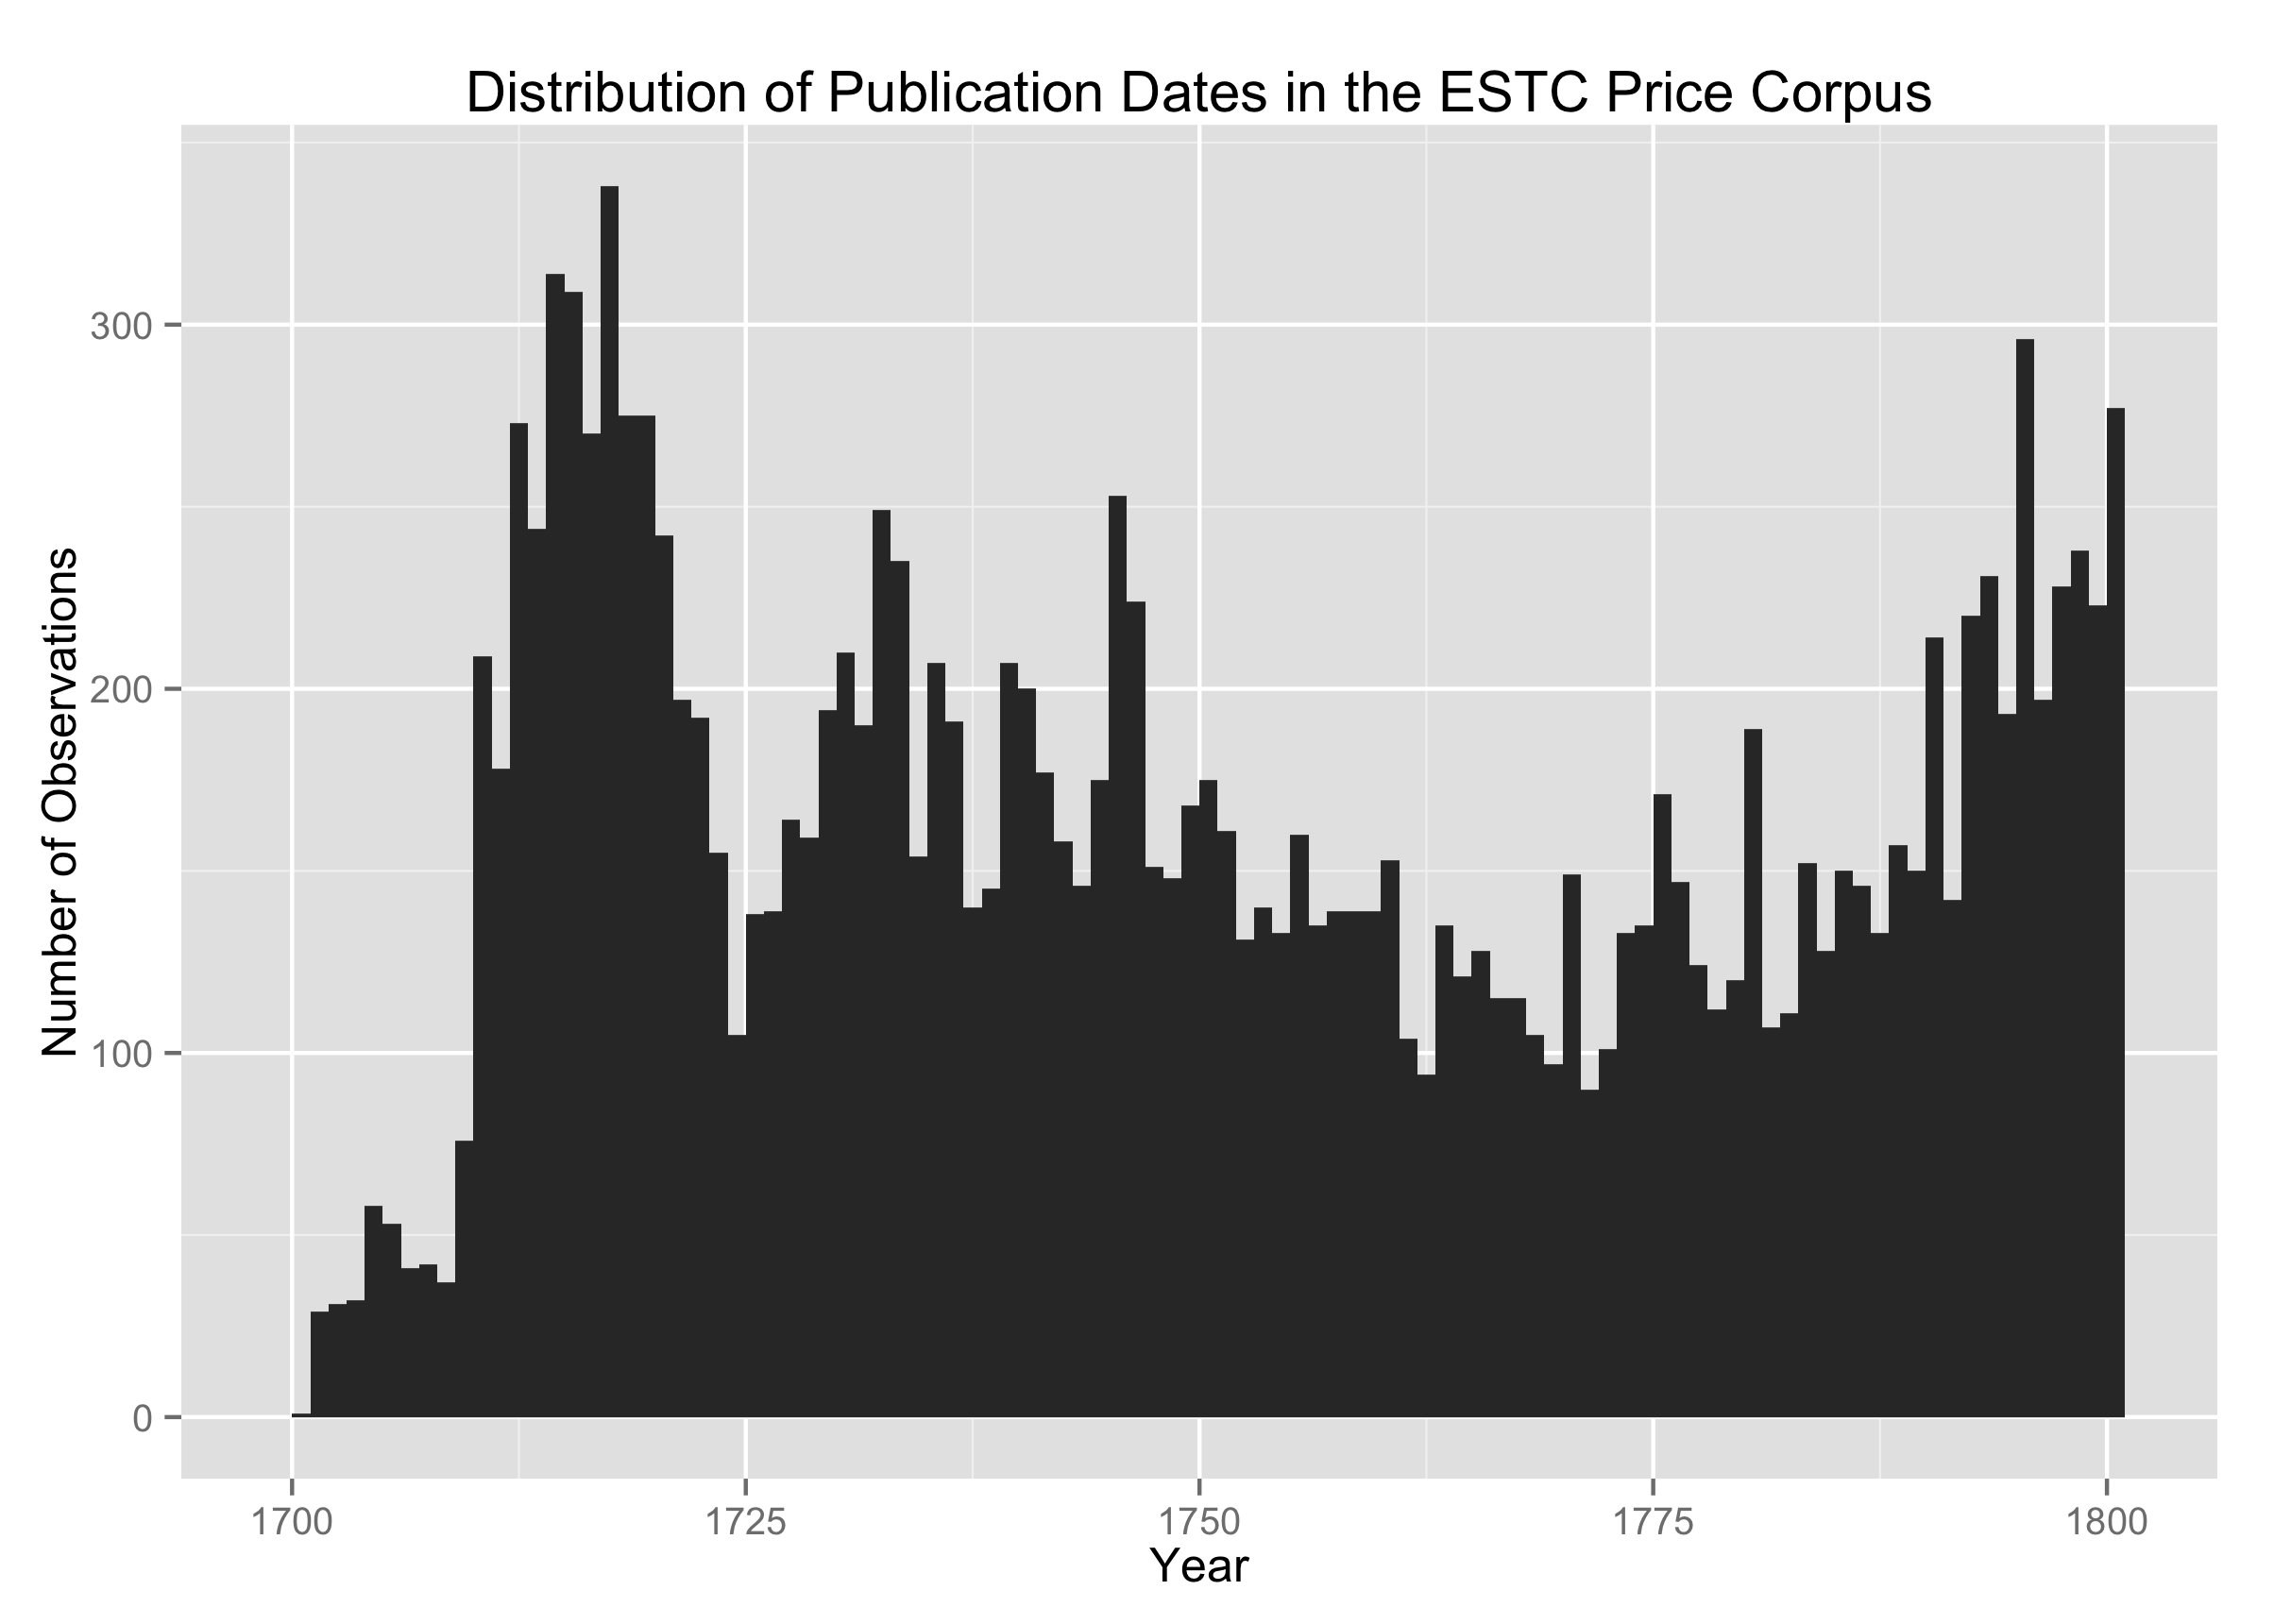 Distribution of Publication Dates in the ESTC Price Corpus
Number of Observations
300
200
100
0
1700 1725 1750 1775 1800
Year